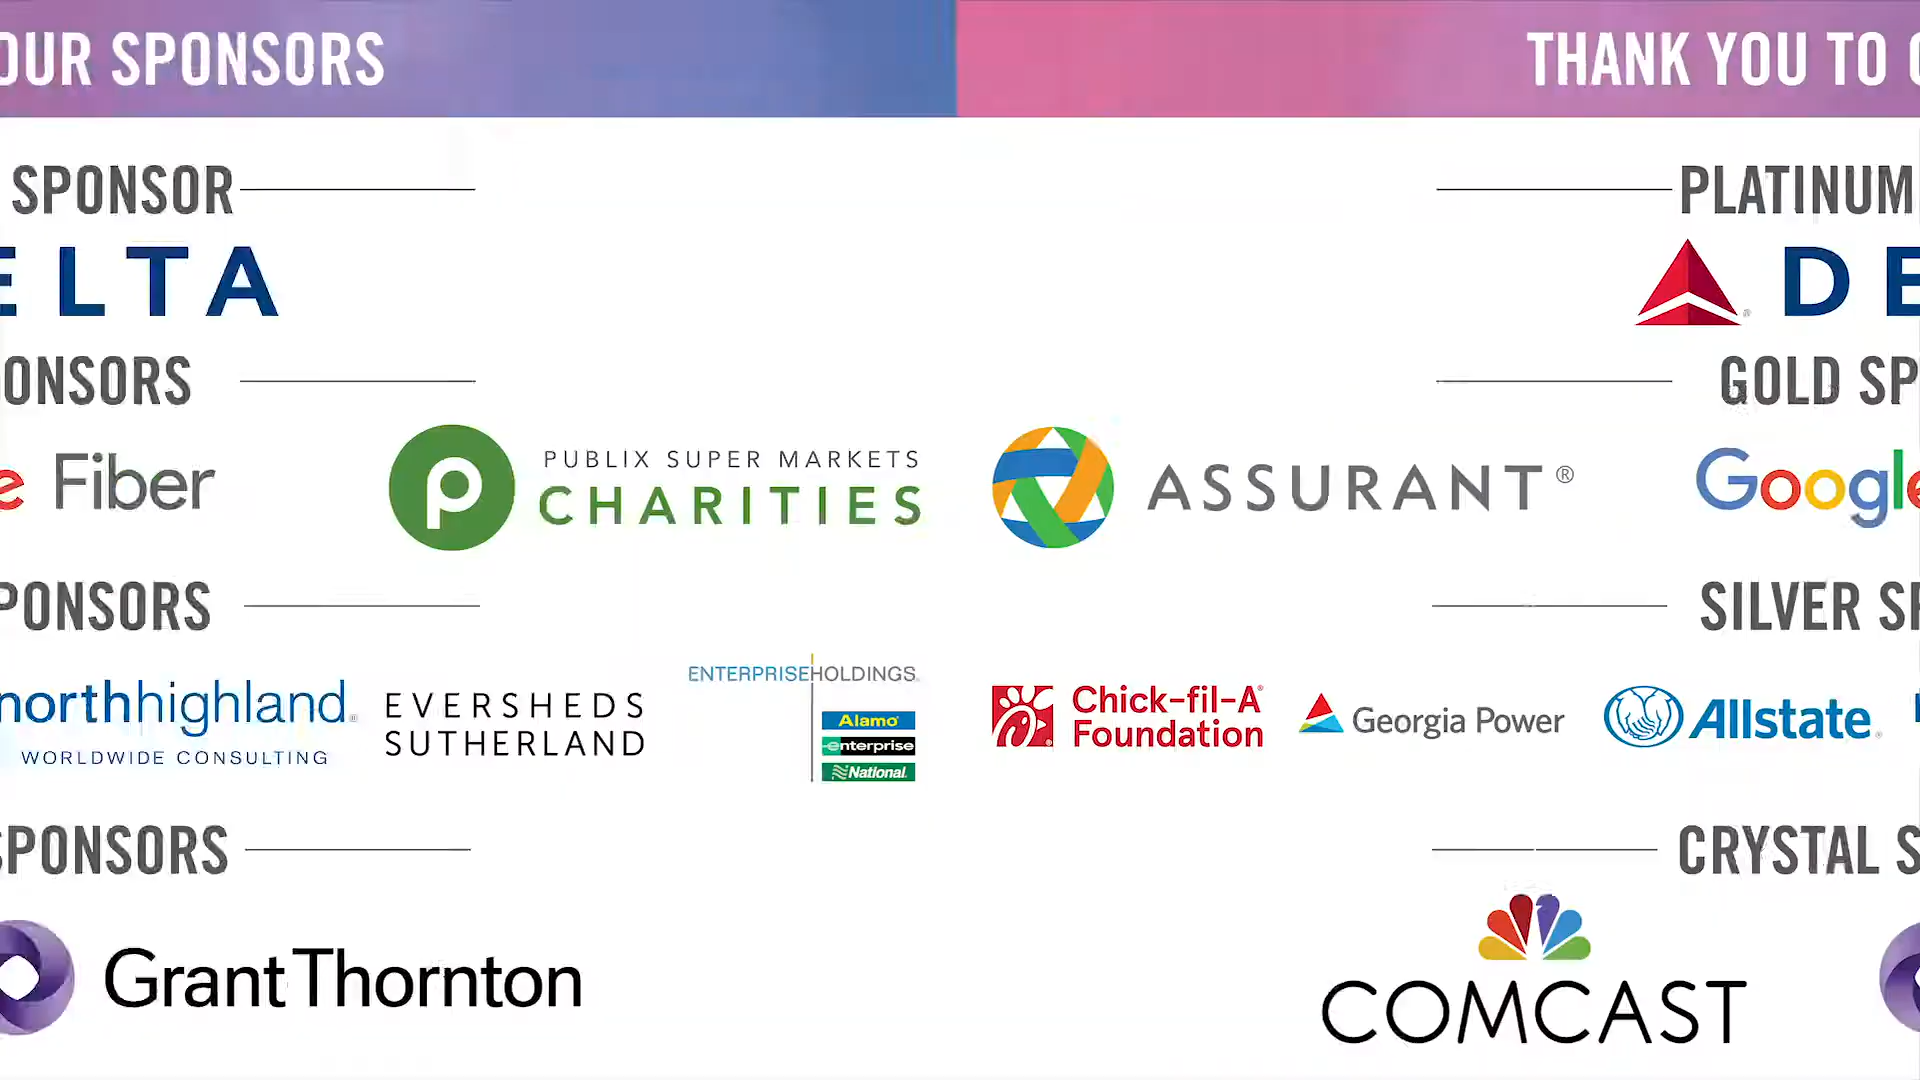 OUR SPONSORS
THANK YOU TO
SPONSOR
PLATINUM
ELTA
DE
ONSORS
GOLD SP
e Fiber
PUBLIX SUPER MARKETS
CHARITIES
ASSURANT®
Google
PONSORS
SILVER SP
northhighland®
WORLDWIDE CONSULTING
EVERSHEDS
SUTHERLAND
ENTERPRISEHOLDINGS
Alamo
enterprise
National
Chick-fil-A®
Foundation
Georgia Power
Allstate
SPONSORS
CRYSTAL S
GrantThornton
COMCAST